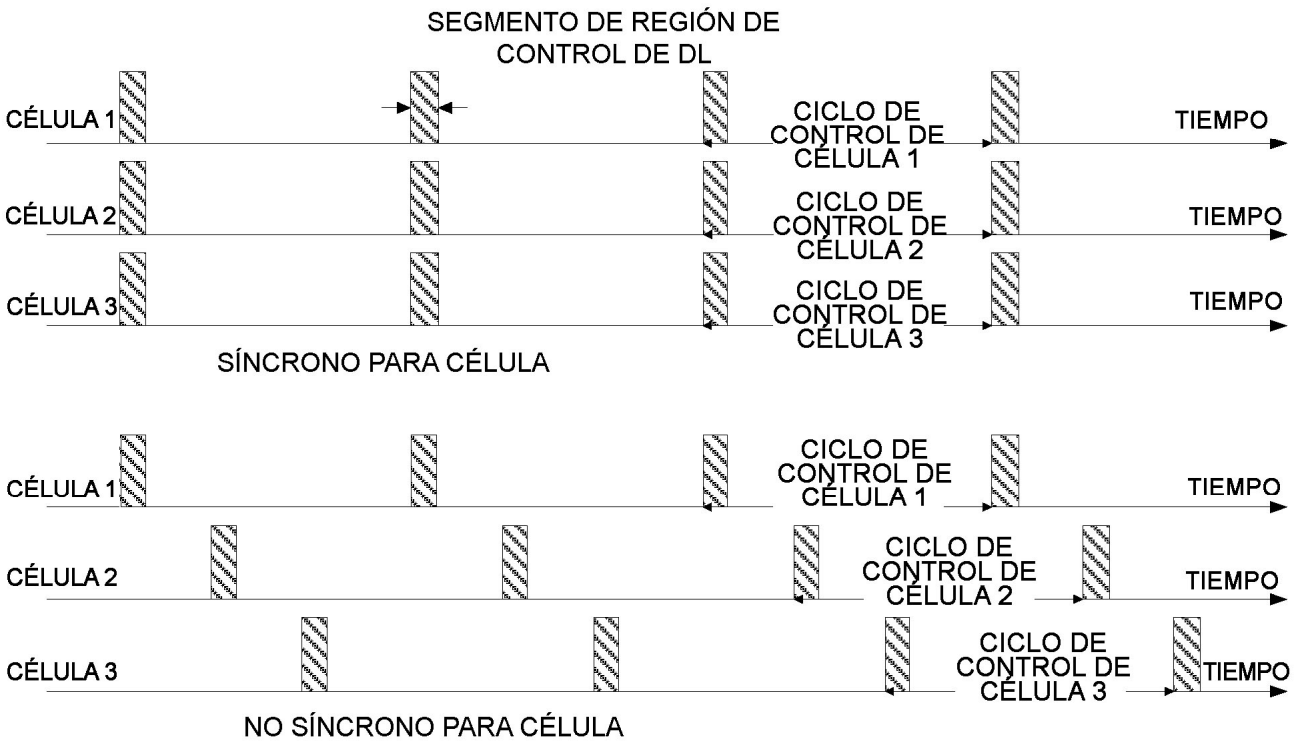 SEGMENTO DE REGIÓN DE
CONTROL DE DL
CÉLULA 1
CICLO DE
CONTROL DE
CÉLULA 1
TIEMPO
CÉLULA 2
CICLO DE
CONTROL DE
CÉLULA 2
TIEMPO
CÉLULA 3
CICLO DE
CONTROL DE
CÉLULA 3
TIEMPO
SÍNCRONO PARA CÉLULA
CÉLULA 1
CICLO DE
CONTROL DE
CÉLULA 1
TIEMPO
CÉLULA 2
CICLO DE
CONTROL DE
CÉLULA 2
TIEMPO
CÉLULA 3
CICLO DE
CONTROL DE
CÉLULA 3
TIEMPO
NO SÍNCRONO PARA CÉLULA